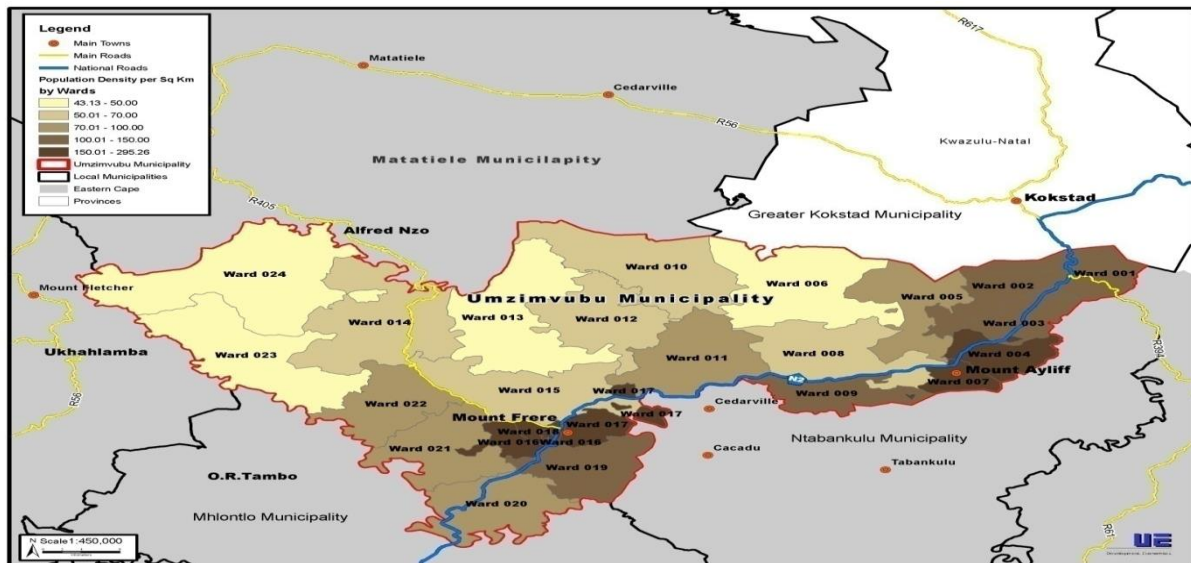 Legend
Main Towns
Main Roads
National Roads
Population Density per Sq Km
by Wards
43.13 - 50.00
50.01 - 70.00
70.01 - 100.00
100.01 - 150.00
150.01 - 295.26
Umzimvubu Municipality
Local Municipalities
Eastern Cape
Provinces
Matatiele
Cedarville
R617
R56
Kwazulu-Natal
Matatiele Municilapity
Kokstad
Greater Kokstad Municipality
R405
Alfred Nzo
Ward 024
Ward 010
Ward 001
Ward 002
Ward 006
Ward 005
Mount Fletcher
Umzimvubu Municipality
Ward 013
Ward 012
Ward 014
Ward 003
Ukhahlamba
Ward 023
Ward 011
Ward 008
Ward 004
R394
Mount Ayliff
Ward 007
N2
Ward 009
Ward 015
Ward 017
R56
Ward 022
Mount Frere
Ward 017
Cedarville
Ward 018
Ward 017
Ward 016
Ward 016
Ward 021
Ntabankulu Municipality
Cacadu
Tabankulu
Ward 019
O.R.Tambo
Ward 020
Mhlontlo Municipality
R61
N
Scale1:450,000
UE